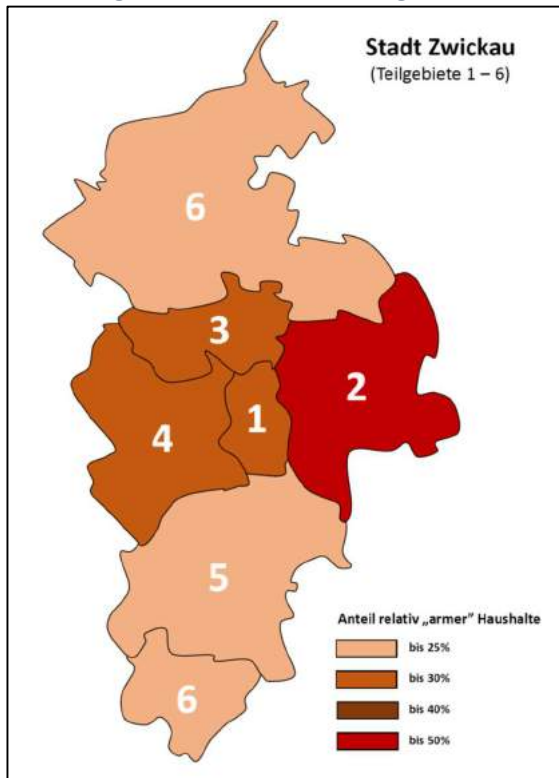 Stadt Zwickau
(Teilgebiete 1 – 6)
6
3
2
1
4
5
6
Anteil relativ „armer" Haushalte
bis 25%
bis 30%
bis 40%
bis 50%